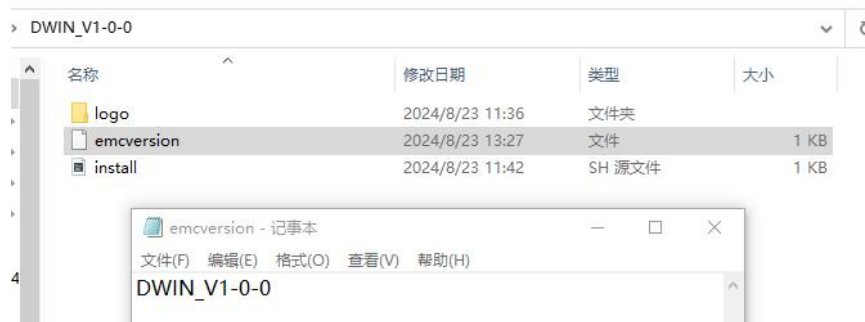 DWIN_V1-0-0
名称 修改日期 类型 大小
logo 2024/8/23 11:36 文件夹
emcversion 2024/8/23 13:27 文件 1 KB
install 2024/8/23 11:42 SH 源文件 1 KB
emcversion - 记事本
文件(F) 编辑(E) 格式(O) 查看(V) 帮助(H)
4
DWIN_V1-0-0